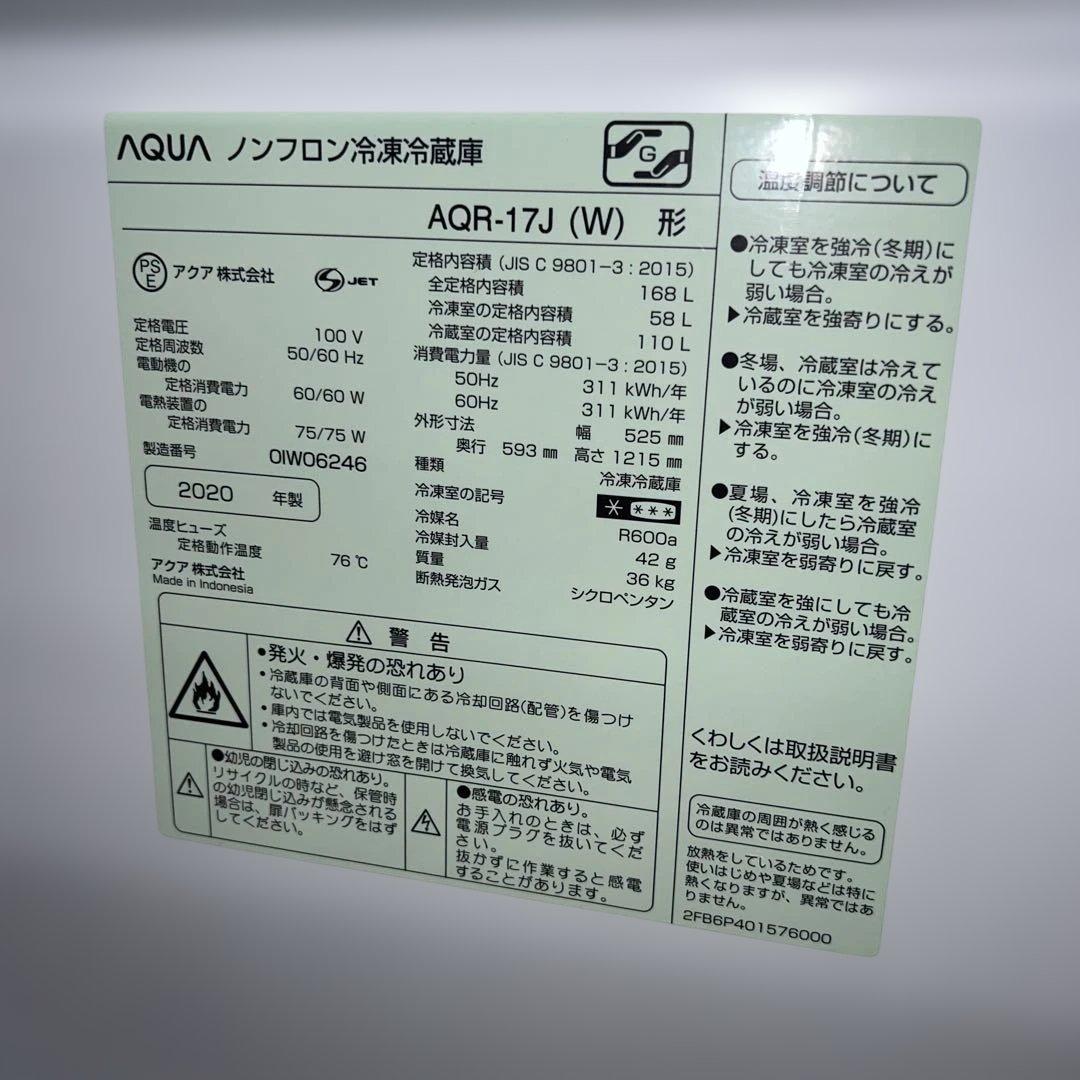 AQUA ノンフロン冷凍冷蔵庫
G
AQR-17J (W) 形
PS
E
アクア 株式会社
S JET
定格電圧 100 V
定格周波数 50/60 Hz
電動機の
定格消費電力 60/60 W
電熱装置の
定格消費電力 75/75 W
製造番号 OIW06246
2020 年製
温度ヒューズ
定格動作温度 76 ℃
アクア 株式会社
Made in Indonesia
定格内容積 (JIS C 9801-3 : 2015)
全定格内容積 168 L
冷凍室の定格内容積 58 L
冷蔵室の定格内容積 110 L
消費電力量 (JIS C 9801-3 : 2015)
50Hz 311 kWh/年
60Hz 311 kWh/年
外形寸法 幅 525 mm
奥行 593 mm 高さ 1215 mm
種類 冷凍冷蔵庫
冷凍室の記号 * ***
冷媒名 R600a
冷媒封入量 42 g
質量 36 kg
断熱発泡ガス シクロペンタン
警告
•発火・爆発の恐れあり
•冷蔵庫の背面や側面にある冷却回路(配管)を傷つけ
ないでください。
•庫内では電気製品を使用しないでください。
•冷却回路を傷つけたときは冷蔵庫に触れず火気や電気
製品の使用を避け窓を開けて換気してください。
●幼児の閉じ込みの恐れあり。
リサイクルの時など、保管時
の幼児閉じ込みが懸念される
場合は、扉パッキングをはず
してください。
●感電の恐れあり。
お手入れのときは、必ず
電源プラグを抜いてくだ
さい。
抜かずに作業すると感電
することがあります。
温度調節について
●冷凍室を強冷(冬期)に
しても冷凍室の冷えが
弱い場合。
▶冷蔵室を強寄りにする。
●冬場、冷蔵室は冷えて
いるのに冷凍室の冷え
が弱い場合。
▶冷凍室を強冷(冬期)に
する。
●夏場、冷凍室を強冷
(冬期)にしたら冷蔵室
の冷えが弱い場合。
▶冷凍室を弱寄りに戻す。
●冷蔵室を強にしても冷
蔵室の冷えが弱い場合。
▶冷凍室を弱寄りに戻す。
くわしくは取扱説明書
をお読みください。
冷蔵庫の周囲が熱く感じる
のは異常ではありません。
放熱をしているためです。
使いはじめや夏場などは特に
熱くなりますが、異常ではあ
りません。
2FB6P401576000